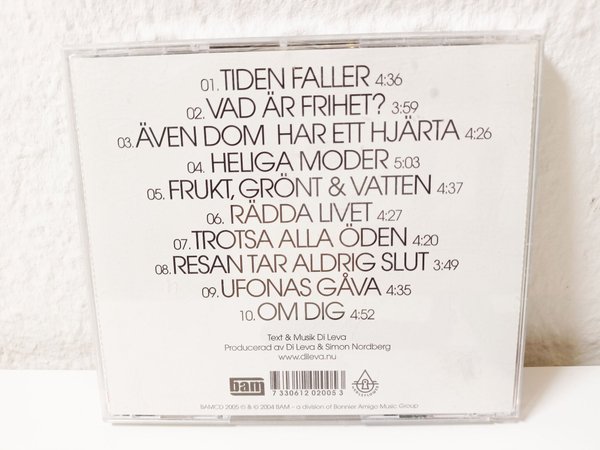 01. TIDEN FALLER 4:36
02. VAD ÄR FRIHET? 3:59
03. ÄVEN DOM HAR ETT HJÄRTA 4:26
04. HELIGA MODER 5:03
05. FRUKT, GRÖNT & VATTEN 4:37
06. RÄDDA LIVET 4:27
07. TROTSA ALLA ÖDEN 4:20
08. RESAN TAR ALDRIG SLUT 3:49
09. UFONAS GÅVA 4:35
10. OM DIG 4:52
Text & Musik Di Leva
Producerad av Di Leva & Simon Nordberg
www.dileva.nu
bam
7 330612 020053
BAMCD 2005 ℗ & © 2004 BAM – a division of Bonnier Amigo Music Group